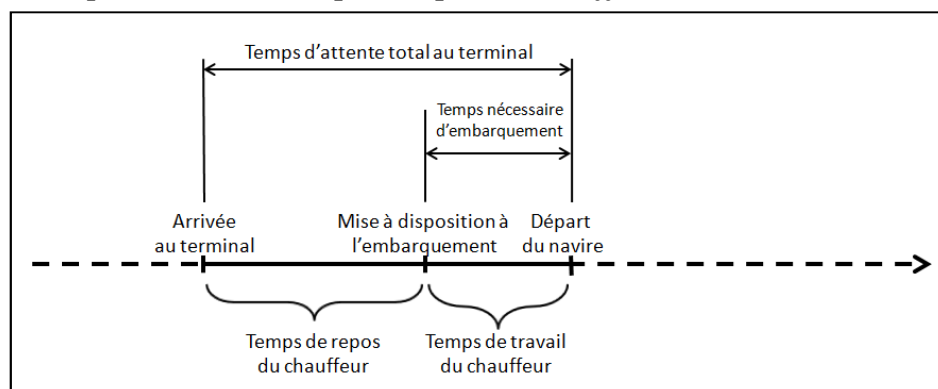 Temps d'attente total au terminal
Temps nécessaire
d'embarquement
Arrivée
au terminal
Mise à disposition à
l'embarquement
Départ
du navire
Temps de repos
du chauffeur
Temps de travail
du chauffeur